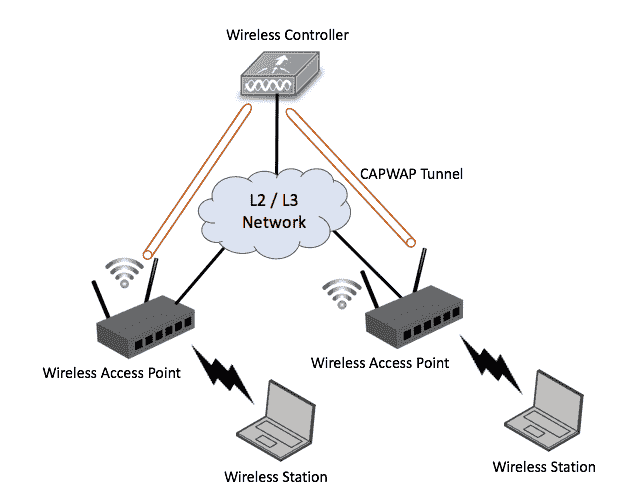 Wireless Controller
CAPWAP Tunnel
L2 / L3
Network
Wireless Access Point
Wireless Access Point
Wireless Station
Wireless Station